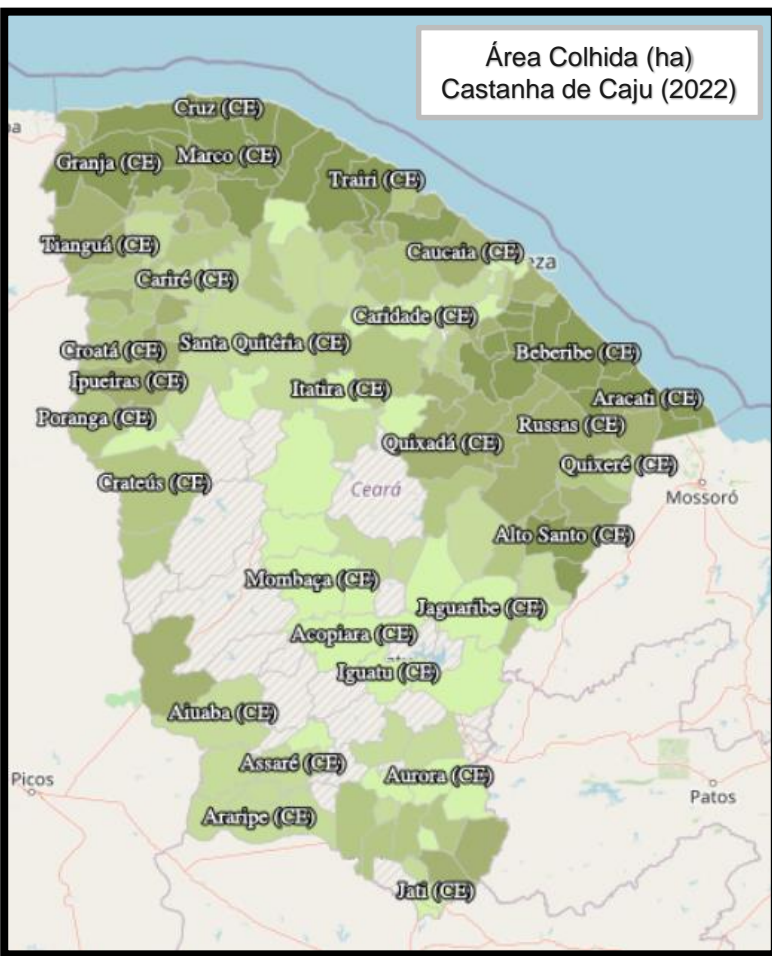 Área Colhida (ha)
Castanha de Caju (2022)
Cruz (CE)
Granja (CE)
Marco (CE)
Trairi (CE)
Tianguá (CE)
Caucaia (CE)
Cariré (CE)
Caridade (CE)
Croatá (CE)
Santa Quitéria (CE)
Beberibe (CE)
Ipueiras (CE)
Itatira (CE)
Aracati (CE)
Poranga (CE)
Russas (CE)
Quixadá (CE)
Quixeré (CE)
Crateús (CE)
Ceará
Mossoró
Alto Santo (CE)
Mombaça (CE)
Jaguaribe (CE)
Acopiara (CE)
Iguatu (CE)
Aiuaba (CE)
Assaré (CE)
Aurora (CE)
Picos
Patos
Araripe (CE)
Jati (CE)